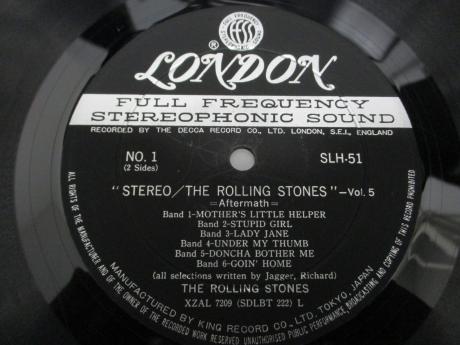 FULL FREQUENCY
ffss
® LONDON
FULL FREQUENCY
STEREOPHONIC SOUND
RECORDED BY THE DECCA RECORD CO., LTD. LONDON, S.E.I., ENGLAND
NO. 1
(2 Sides)
SLH-51
"STEREO/THE ROLLING STONES"-Vol. 5
=Aftermath=
Band 1-MOTHER'S LITTLE HELPER
Band 2-STUPID GIRL
Band 3-LADY JANE
Band 4-UNDER MY THUMB
Band 5-DONCHA BOTHER ME
Band 6-GOIN' HOME
(all selections written by Jagger, Richard)
THE ROLLING STONES
XZAL 7209 (SDLBT 222) L
MANUFACTURED BY KING RECORD CO., LTD. TOKYO, JAPAN
ALL RIGHTS OF THE MANUFACTURER AND OF THE OWNER OF THE RECORDED WORK RESERVED UNAUTHORISED PUBLIC PERFORMANCE, BROADCASTING AND COPYING OF THIS RECORD PROHIBITED